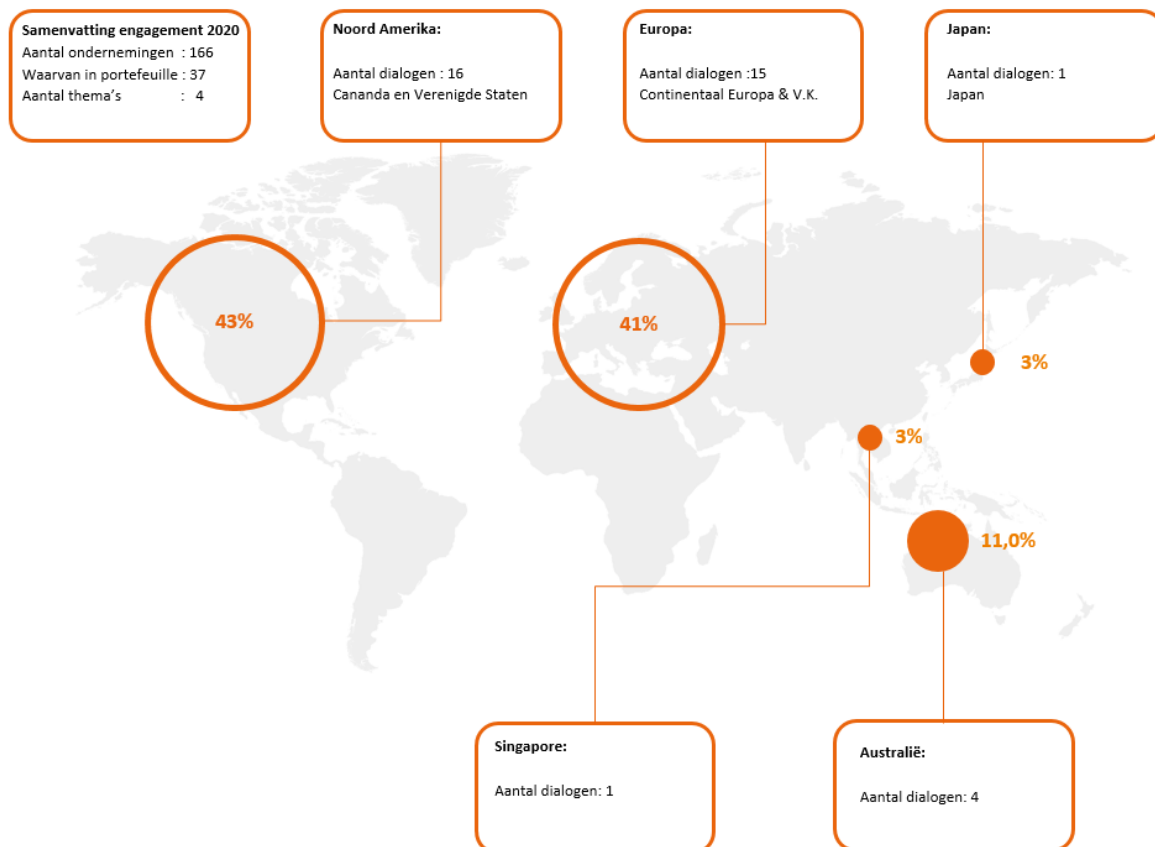 Samenvatting engagement 2020
Aantal ondernemingen : 166
Waarvan in portefeuille : 37
Aantal thema's : 4
Noord Amerika:
Aantal dialogen : 16
Cananda en Verenigde Staten
Europa:
Aantal dialogen :15
Continentaal Europa & V.K.
Japan:
Aantal dialogen: 1
Japan
43%
41%
3%
3%
11,0%
Singapore:
Aantal dialogen: 1
Australië:
Aantal dialogen: 4